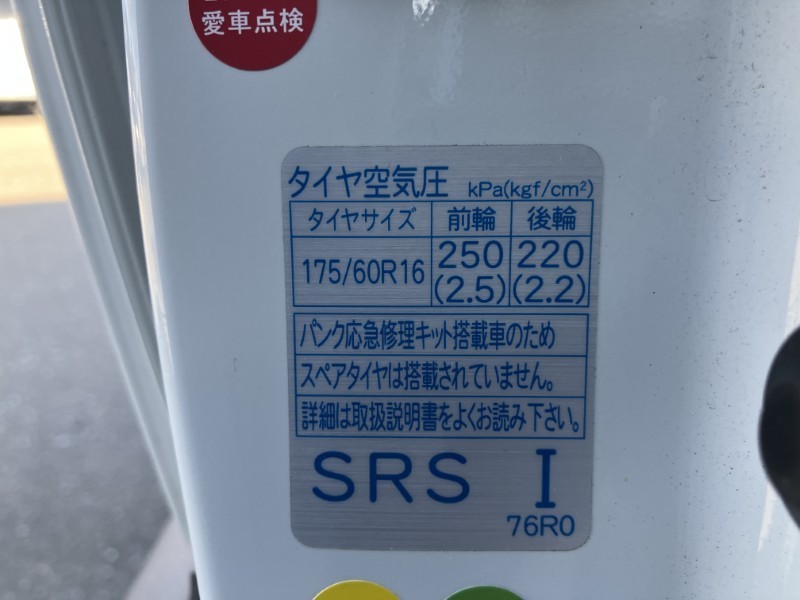 愛車点検
タイヤ空気圧 kPa(kgf/cm²)
タイヤサイズ 前輪 後輪
175/60R16 250 220
(2.5) (2.2)
パンク応急修理キット搭載車のため
スペアタイヤは搭載されていません。
詳細は取扱説明書をよくお読み下さい。
SRS I
76R0